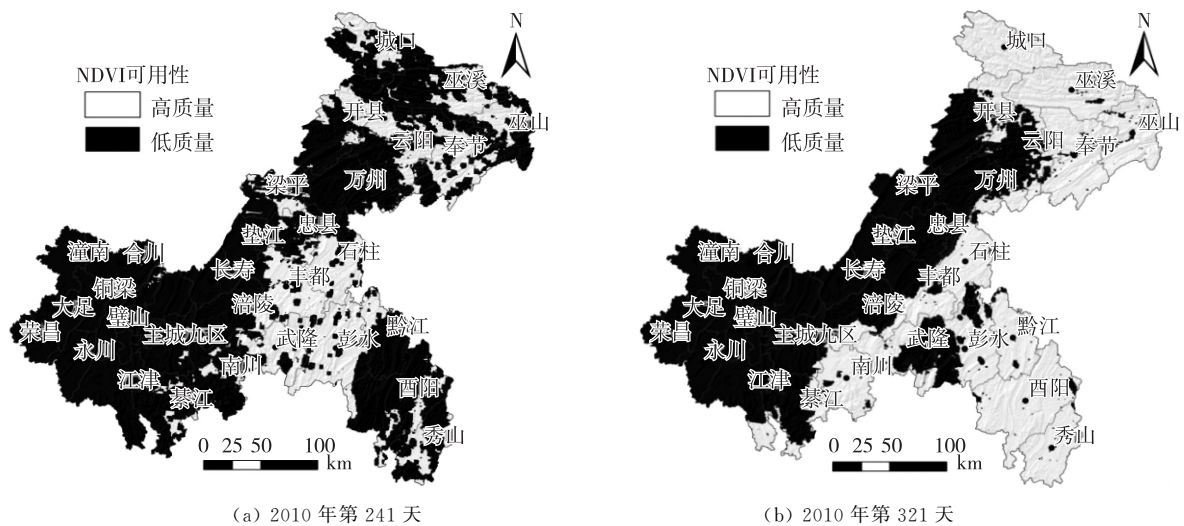 N
NDVI可用性
高质量
低质量
城口
巫溪
开县
巫山
云阳
奉节
梁平
万州
忠县
垫江
石柱
潼南
合川
长寿
丰都
铜梁
大足
涪陵
璧山
荣昌
主城九区
武隆
彭水
黔江
永川
南川
江津
綦江
酉阳
秀山
0 25 50 100
km
(a) 2010 年第 241 天
N
NDVI可用性
高质量
低质量
城口
巫溪
开县
巫山
云阳
奉节
梁平
万州
忠县
垫江
石柱
潼南
合川
长寿
丰都
铜梁
大足
涪陵
璧山
荣昌
主城九区
武隆
彭水
黔江
永川
南川
江津
綦江
酉阳
秀山
0 25 50 100
km
(b) 2010 年第 321 天